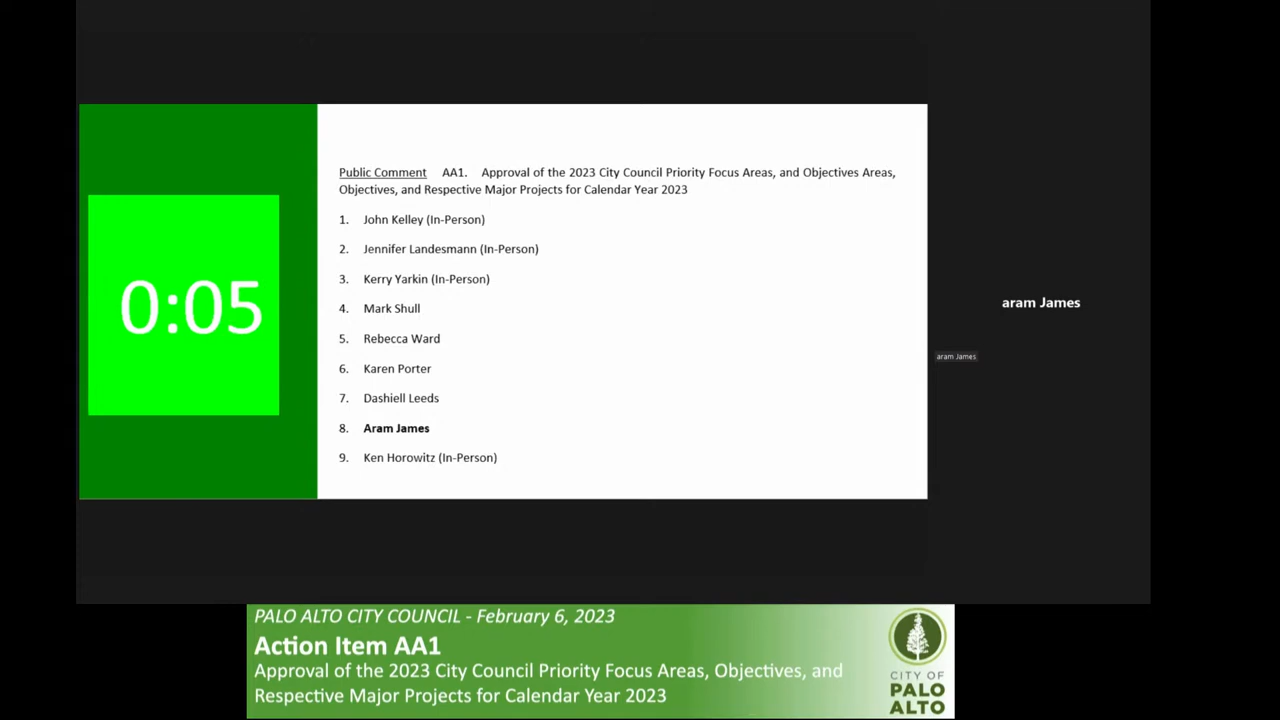 Public Comment AA1. Approval of the 2023 City Council Priority Focus Areas, and Objectives Areas,
Objectives, and Respective Major Projects for Calendar Year 2023
1. John Kelley (In-Person)
2. Jennifer Landesmann (In-Person)
3. Kerry Yarkin (In-Person)
4. Mark Shull
5. Rebecca Ward
6. Karen Porter
7. Dashiell Leeds
8. Aram James
9. Ken Horowitz (In-Person)
0:05
aram James
aram James
PALO ALTO CITY COUNCIL - February 6, 2023
Action Item AA1
Approval of the 2023 City Council Priority Focus Areas, Objectives, and
Respective Major Projects for Calendar Year 2023
CITY OF
PALO
ALTO